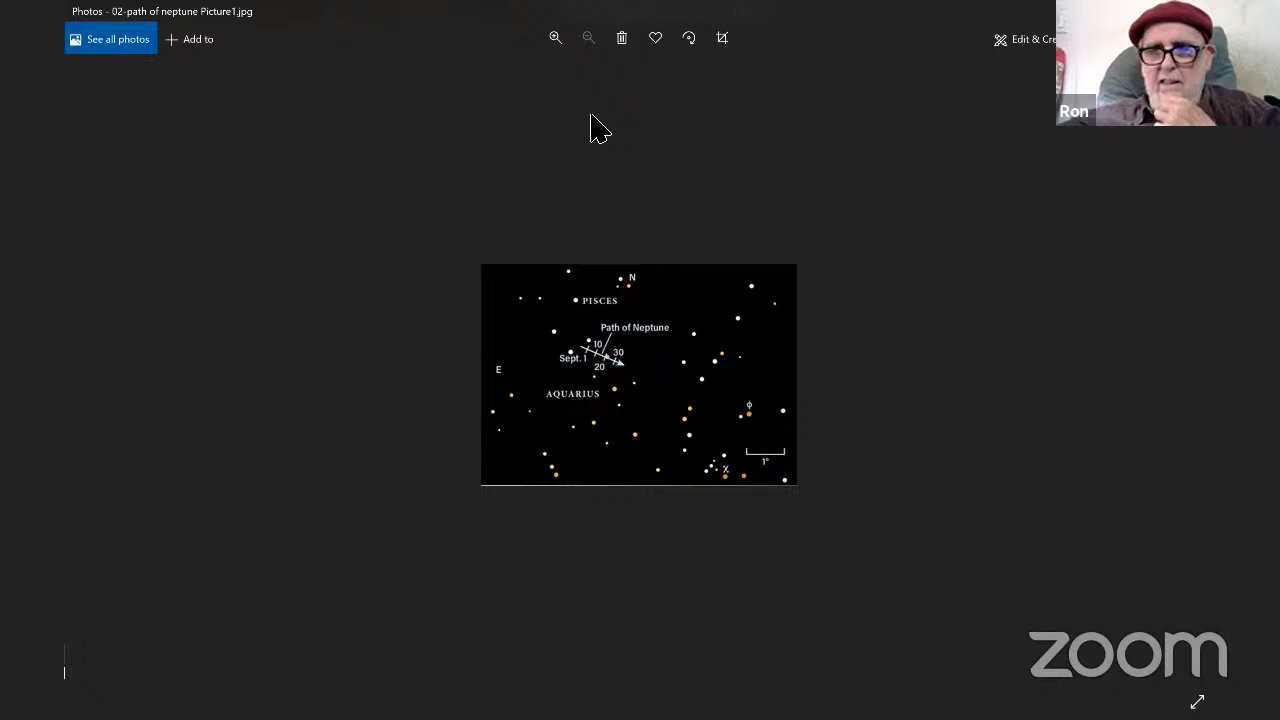 Photos - 02-path of neptune Picture1.jpg
See all photos
Add to
Edit & Cre
Ron
N
PISCES
Path of Neptune
10
30
Sept. 1
20
E
AQUARIUS
ϕ
1°
χ
zoom